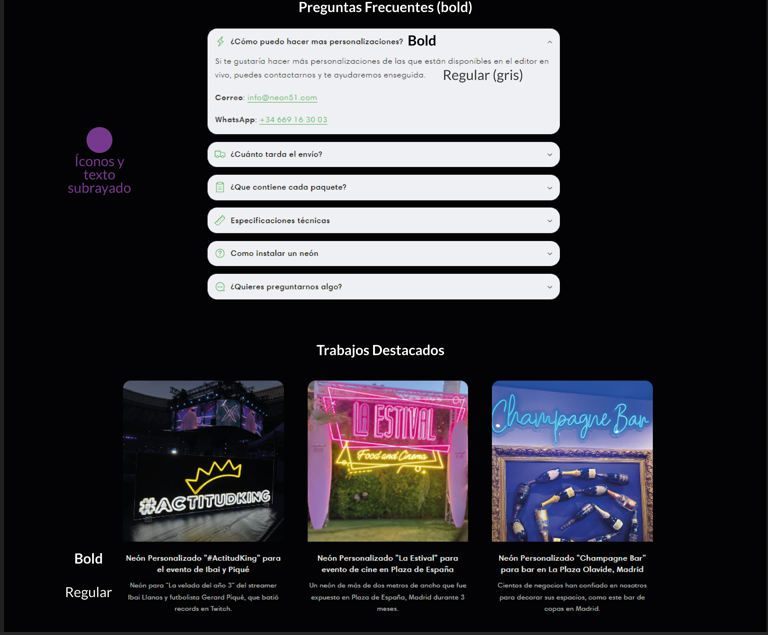 Preguntas Frecuentes (bold)
¿Cómo puedo hacer mas personalizaciones? Bold
Si te gustaría hacer más personalizaciones de las que están disponibles en el editor en
vivo, puedes contactarnos y te ayudaremos enseguida. Regular (gris)
Correo: info@neon51.com
WhatsApp: +34 669 16 30 03
Íconos y
texto
subrayado
¿Cuánto tarda el envío?
¿Que contiene cada paquete?
Especificaciones técnicas
Como instalar un neón
¿Quieres preguntarnos algo?
Trabajos Destacados
#ACTITUDKING
LA ESTIVAL
Food and Cinema
Champagne Bar
Bold
Neón Personalizado "#ActitudKing" para
el evento de Ibai y Piqué
Neón Personalizado "La Estival" para
evento de cine en Plaza de España
Neón Personalizado "Champagne Bar"
para bar en La Plaza Olavide, Madrid
Regular
Neón para "La velada del año 3" del streamer
Ibai Llanos y futbolista Gerard Piqué, que batió
records en Twitch.
Un neón de más de dos metros de ancho que fue
expuesto en Plaza de España, Madrid durante 3
meses.
Cientos de negocios han confiado en nosotros
para decorar sus espacios, como este bar de
copas en Madrid.